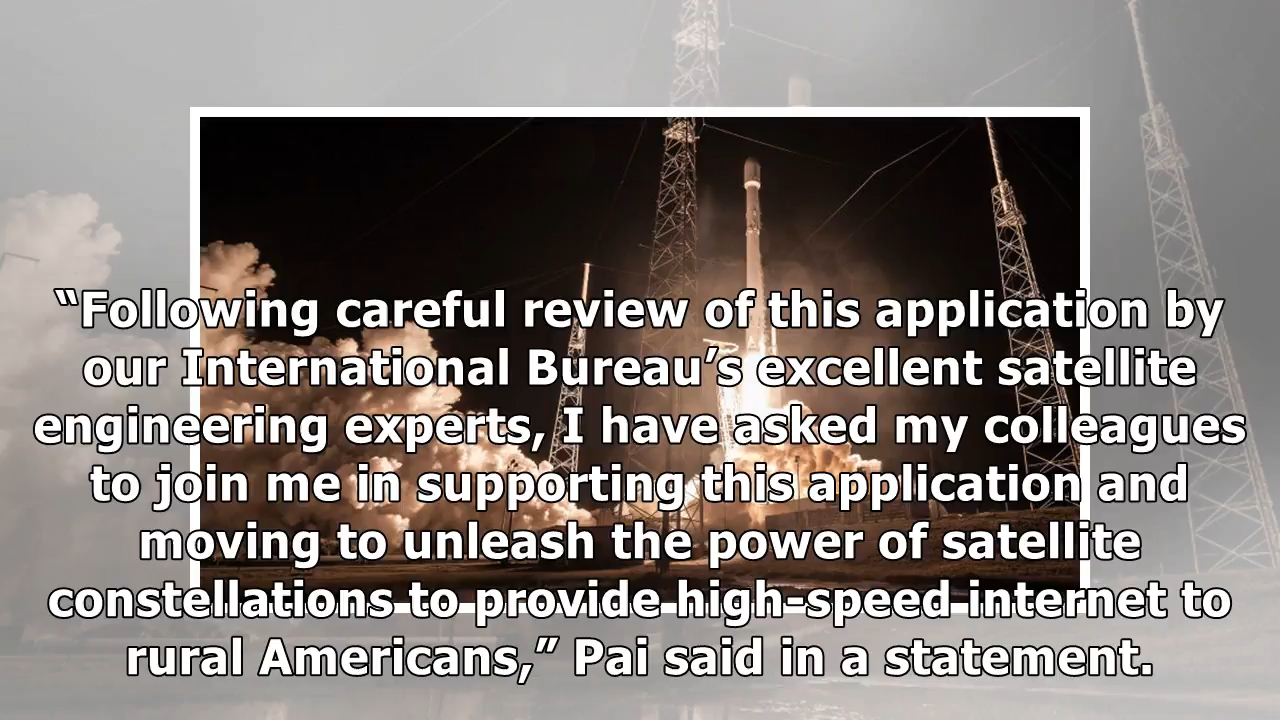 “Following careful review of this application by
our International Bureau’s excellent satellite
engineering experts, I have asked my colleagues
to join me in supporting this application and
moving to unleash the power of satellite
constellations to provide high-speed internet to
rural Americans,” Pai said in a statement.